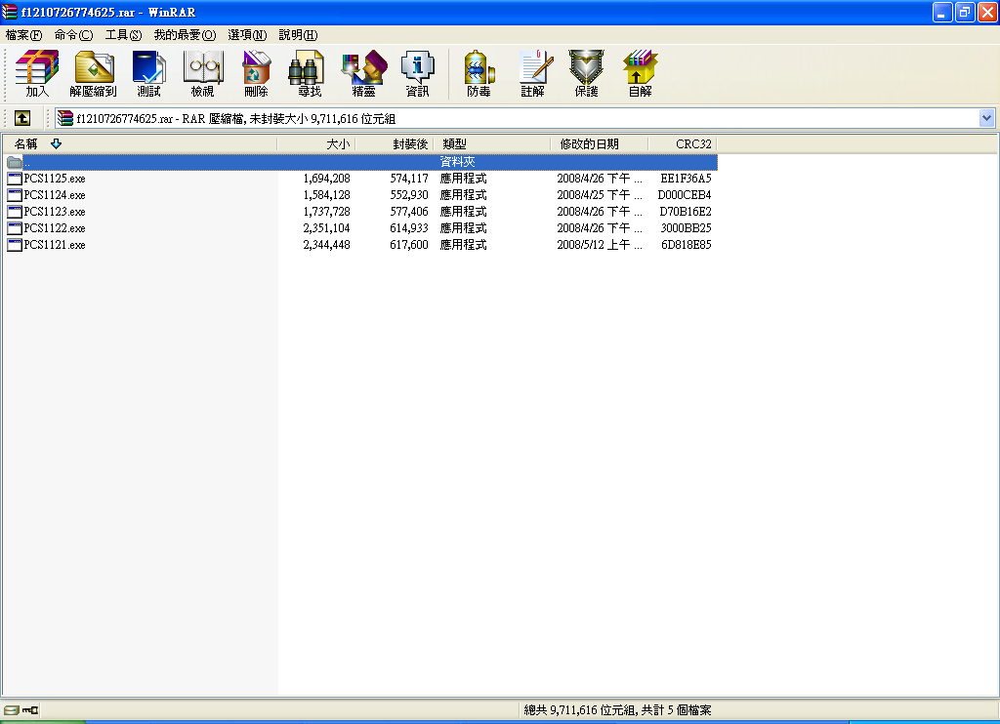 f1210726774625.rar - WinRAR
檔案(F) 命令(C) 工具(S) 我的最愛(O) 選項(N) 說明(H)
加入 解壓縮到 測試 檢視 刪除 尋找 精靈 資訊 防毒 註解 保護 自解
f1210726774625.rar - RAR 壓縮檔, 未封裝大小 9,711,616 位元組
名稱 大小 封裝後 類型 修改的日期 CRC32
.. 資料夾
PCS1125.exe 1,694,208 574,117 應用程式 2008/4/26 下午 ... EE1F36A5
PCS1124.exe 1,584,128 552,930 應用程式 2008/4/25 下午 ... D000CEB4
PCS1123.exe 1,737,728 577,406 應用程式 2008/4/26 下午 ... D70B16E2
PCS1122.exe 2,351,104 614,933 應用程式 2008/4/26 下午 ... 3000BB25
PCS1121.exe 2,344,448 617,600 應用程式 2008/5/12 上午 ... 6D818E85
總共 9,711,616 位元組, 共計 5 個檔案